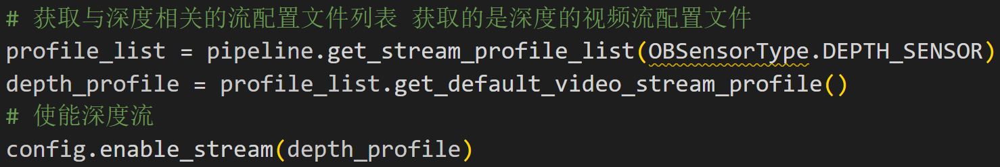 # 获取与深度相关的流配置文件列表 获取的是深度的视频流配置文件
profile_list = pipeline.get_stream_profile_list(OBSensorType.DEPTH_SENSOR)
depth_profile = profile_list.get_default_video_stream_profile()
# 使能深度流
config.enable_stream(depth_profile)